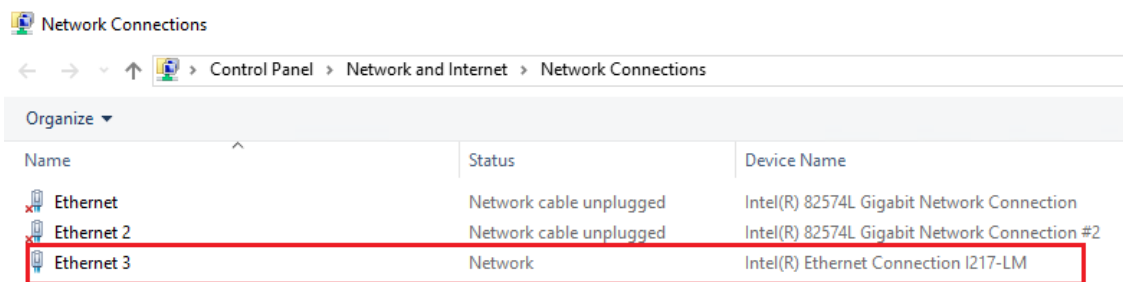 Network Connections
Control Panel > Network and Internet > Network Connections
Organize
Name Status Device Name
Ethernet Network cable unplugged Intel(R) 82574L Gigabit Network Connection
Ethernet 2 Network cable unplugged Intel(R) 82574L Gigabit Network Connection #2
Ethernet 3 Network Intel(R) Ethernet Connection I217-LM